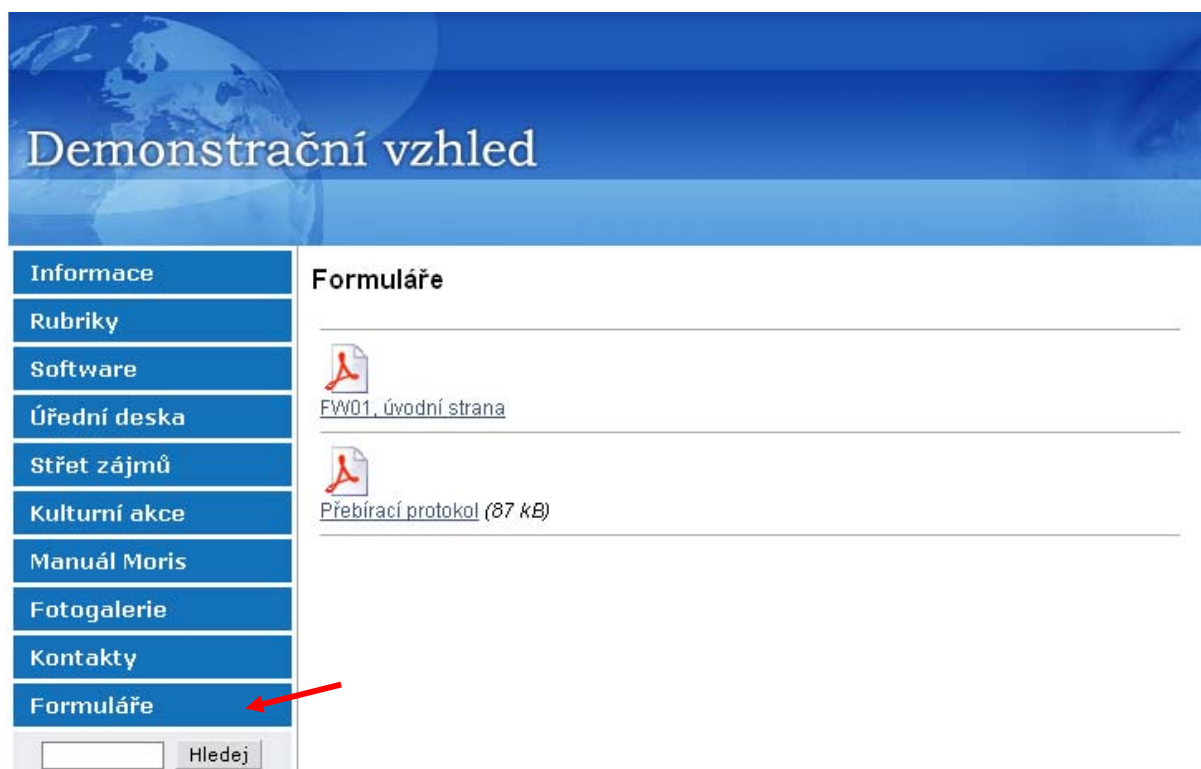 Demonstrační vzhled
Informace
Rubriky
Software
Úřední deska
Střet zájmů
Kulturní akce
Manuál Moris
Fotogalerie
Kontakty
Formuláře
Hledej
Formuláře
FW01, úvodní strana
Přebírací protokol (87 kB)